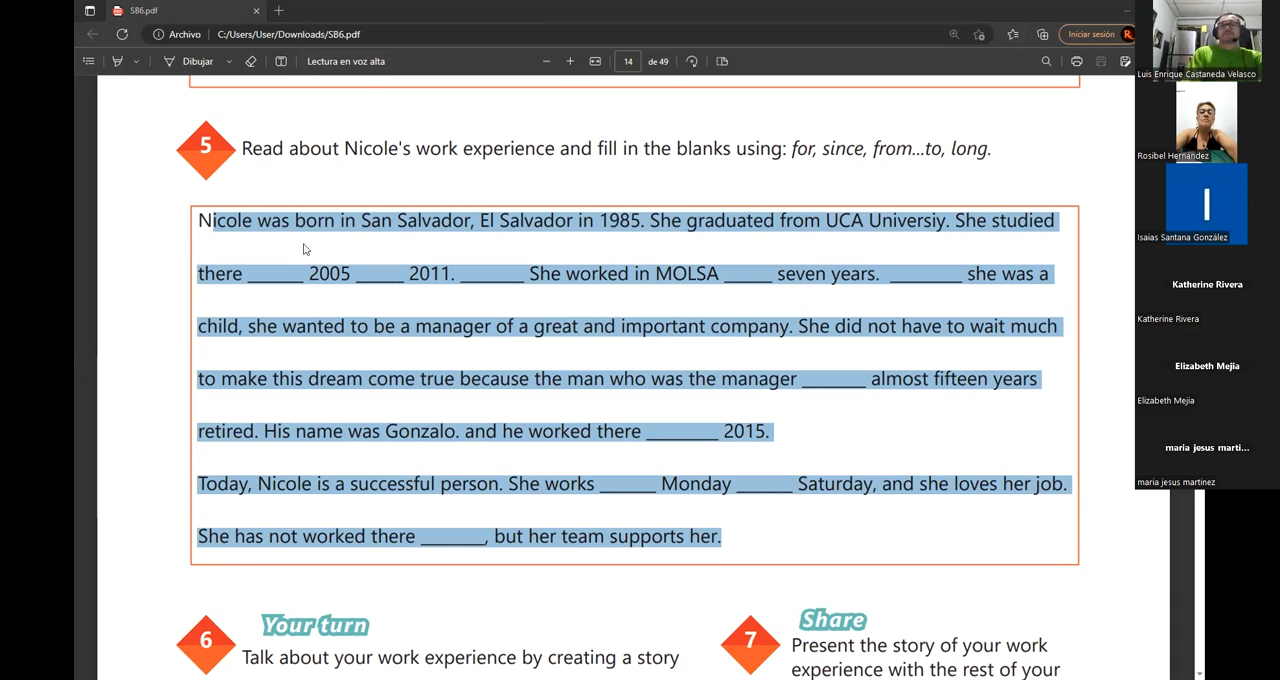 SB6.pdf
Archivo C:/Users/User/Downloads/SB6.pdf
Iniciar sesión R
Dibujar Lectura en voz alta 14 de 49
5 Read about Nicole's work experience and fill in the blanks using: for, since, from...to, long.
Nicole was born in San Salvador, El Salvador in 1985. She graduated from UCA Universiy. She studied
there ______ 2005 _____ 2011. _______ She worked in MOLSA _____ seven years. ________ she was a
child, she wanted to be a manager of a great and important company. She did not have to wait much
to make this dream come true because the man who was the manager _______ almost fifteen years
retired. His name was Gonzalo. and he worked there ________ 2015.
Today, Nicole is a successful person. She works ______ Monday ______ Saturday, and she loves her job.
She has not worked there _______, but her team supports her.
6 Your turn
Talk about your work experience by creating a story
7 Share
Present the story of your work
experience with the rest of your
Luis Enrique Castaneda Velasco
Rosibel Hernández
I
Isaias Santana González
Katherine Rivera
Katherine Rivera
Elizabeth Mejia
Elizabeth Mejia
maria jesus marti...
maria jesus martinez